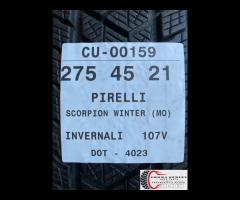 CU-00159
275 45 21
PIRELLI
SCORPION WINTER (MO)
INVERNALI 107V
DOT - 4023